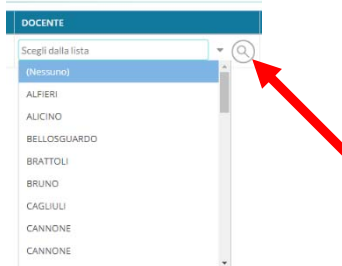 DOCENTE
Scegli dalla lista
(Nessuno)
ALFIERI
ALICINO
BELLOSGUARDO
BRATTOLI
BRUNO
CAGLIULI
CANNONE
CANNONE